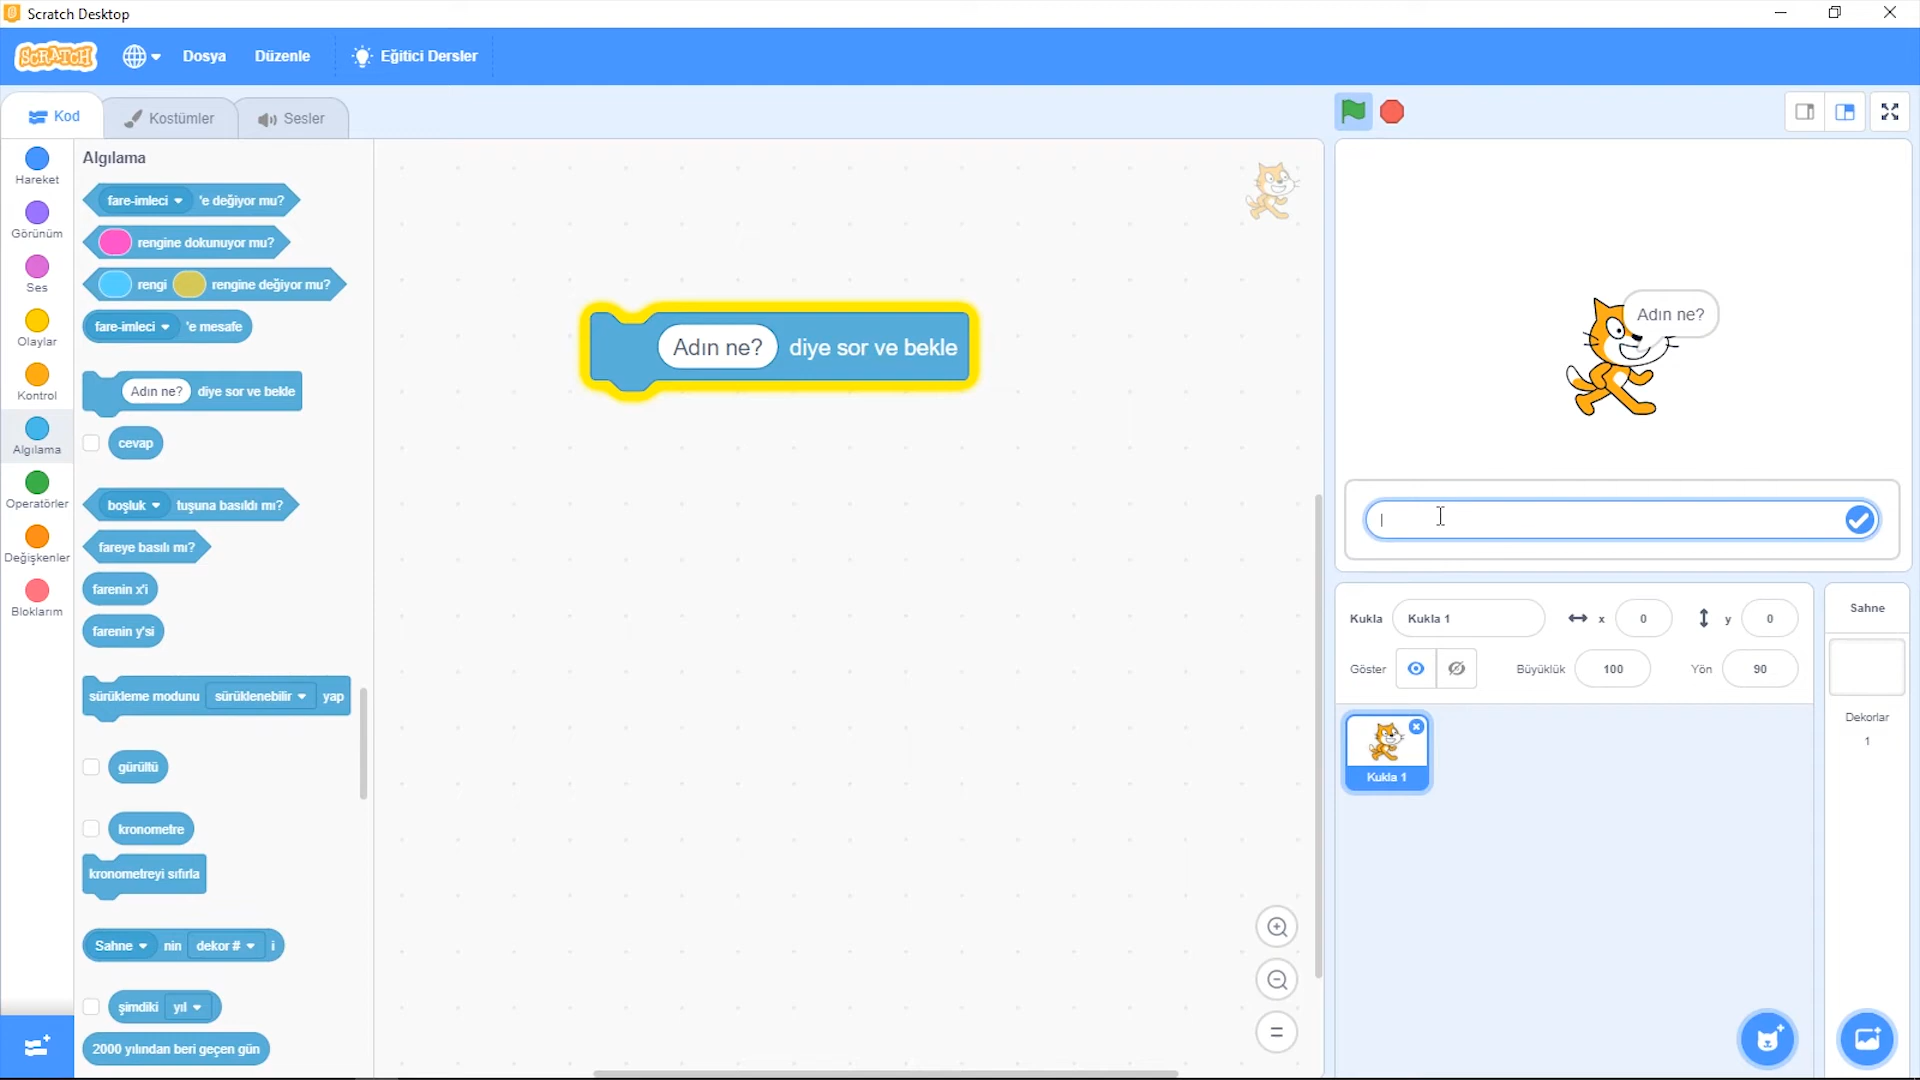 Scratch Desktop
SCRATCH
Dosya
Düzenle
Eğitici Dersler
Kod
Kostümler
Sesler
Hareket
Görünüm
Ses
Olaylar
Kontrol
Algılama
Operatörler
Değişkenler
Bloklarım
Algılama
fare-imleci 'e değiyor mu?
rengine dokunuyor mu?
rengi rengine değiyor mu?
fare-imleci 'e mesafe
Adın ne? diye sor ve bekle
cevap
boşluk tuşuna basıldı mı?
fareye basılı mı?
farenin x'i
farenin y'si
sürükleme modunu sürüklenebilir yap
gürültü
kronometre
kronometreyi sıfırla
Sahne nin dekor # i
şimdiki yıl
2000 yılından beri geçen gün
Adın ne? diye sor ve bekle
Adın ne?
Kukla Kukla 1 x 0 y 0
Göster Büyüklük 100 Yön 90
Kukla 1
Sahne
Dekorlar
1